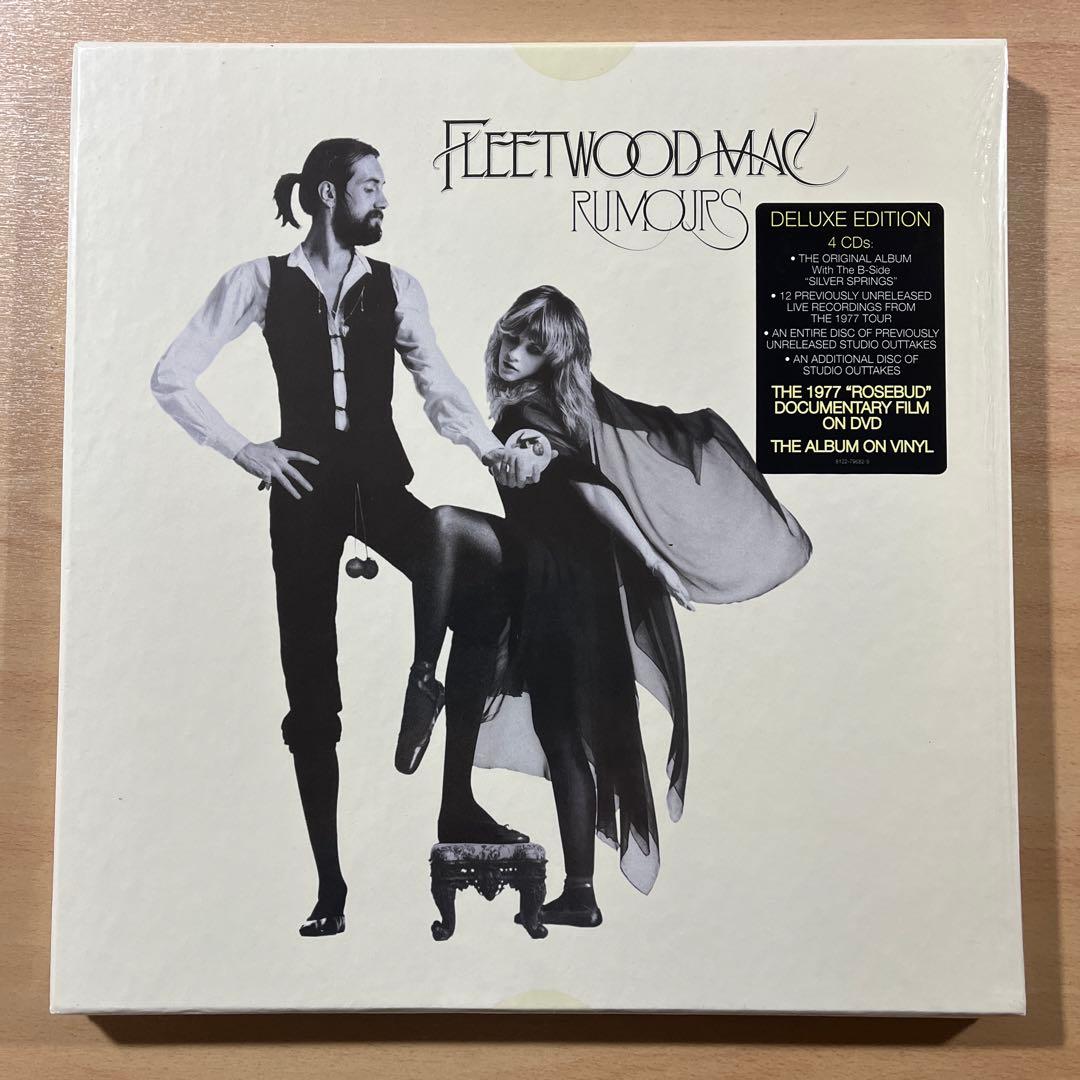 FLEETWOOD MAC
RUMOURS
DELUXE EDITION
4 CDs:
• THE ORIGINAL ALBUM
With The B-Side
"SILVER SPRINGS"
• 12 PREVIOUSLY UNRELEASED
LIVE RECORDINGS FROM
THE 1977 TOUR
• AN ENTIRE DISC OF PREVIOUSLY
UNRELEASED STUDIO OUTTAKES
• AN ADDITIONAL DISC OF
STUDIO OUTTAKES
THE 1977 "ROSEBUD"
DOCUMENTARY FILM
ON DVD
THE ALBUM ON VINYL